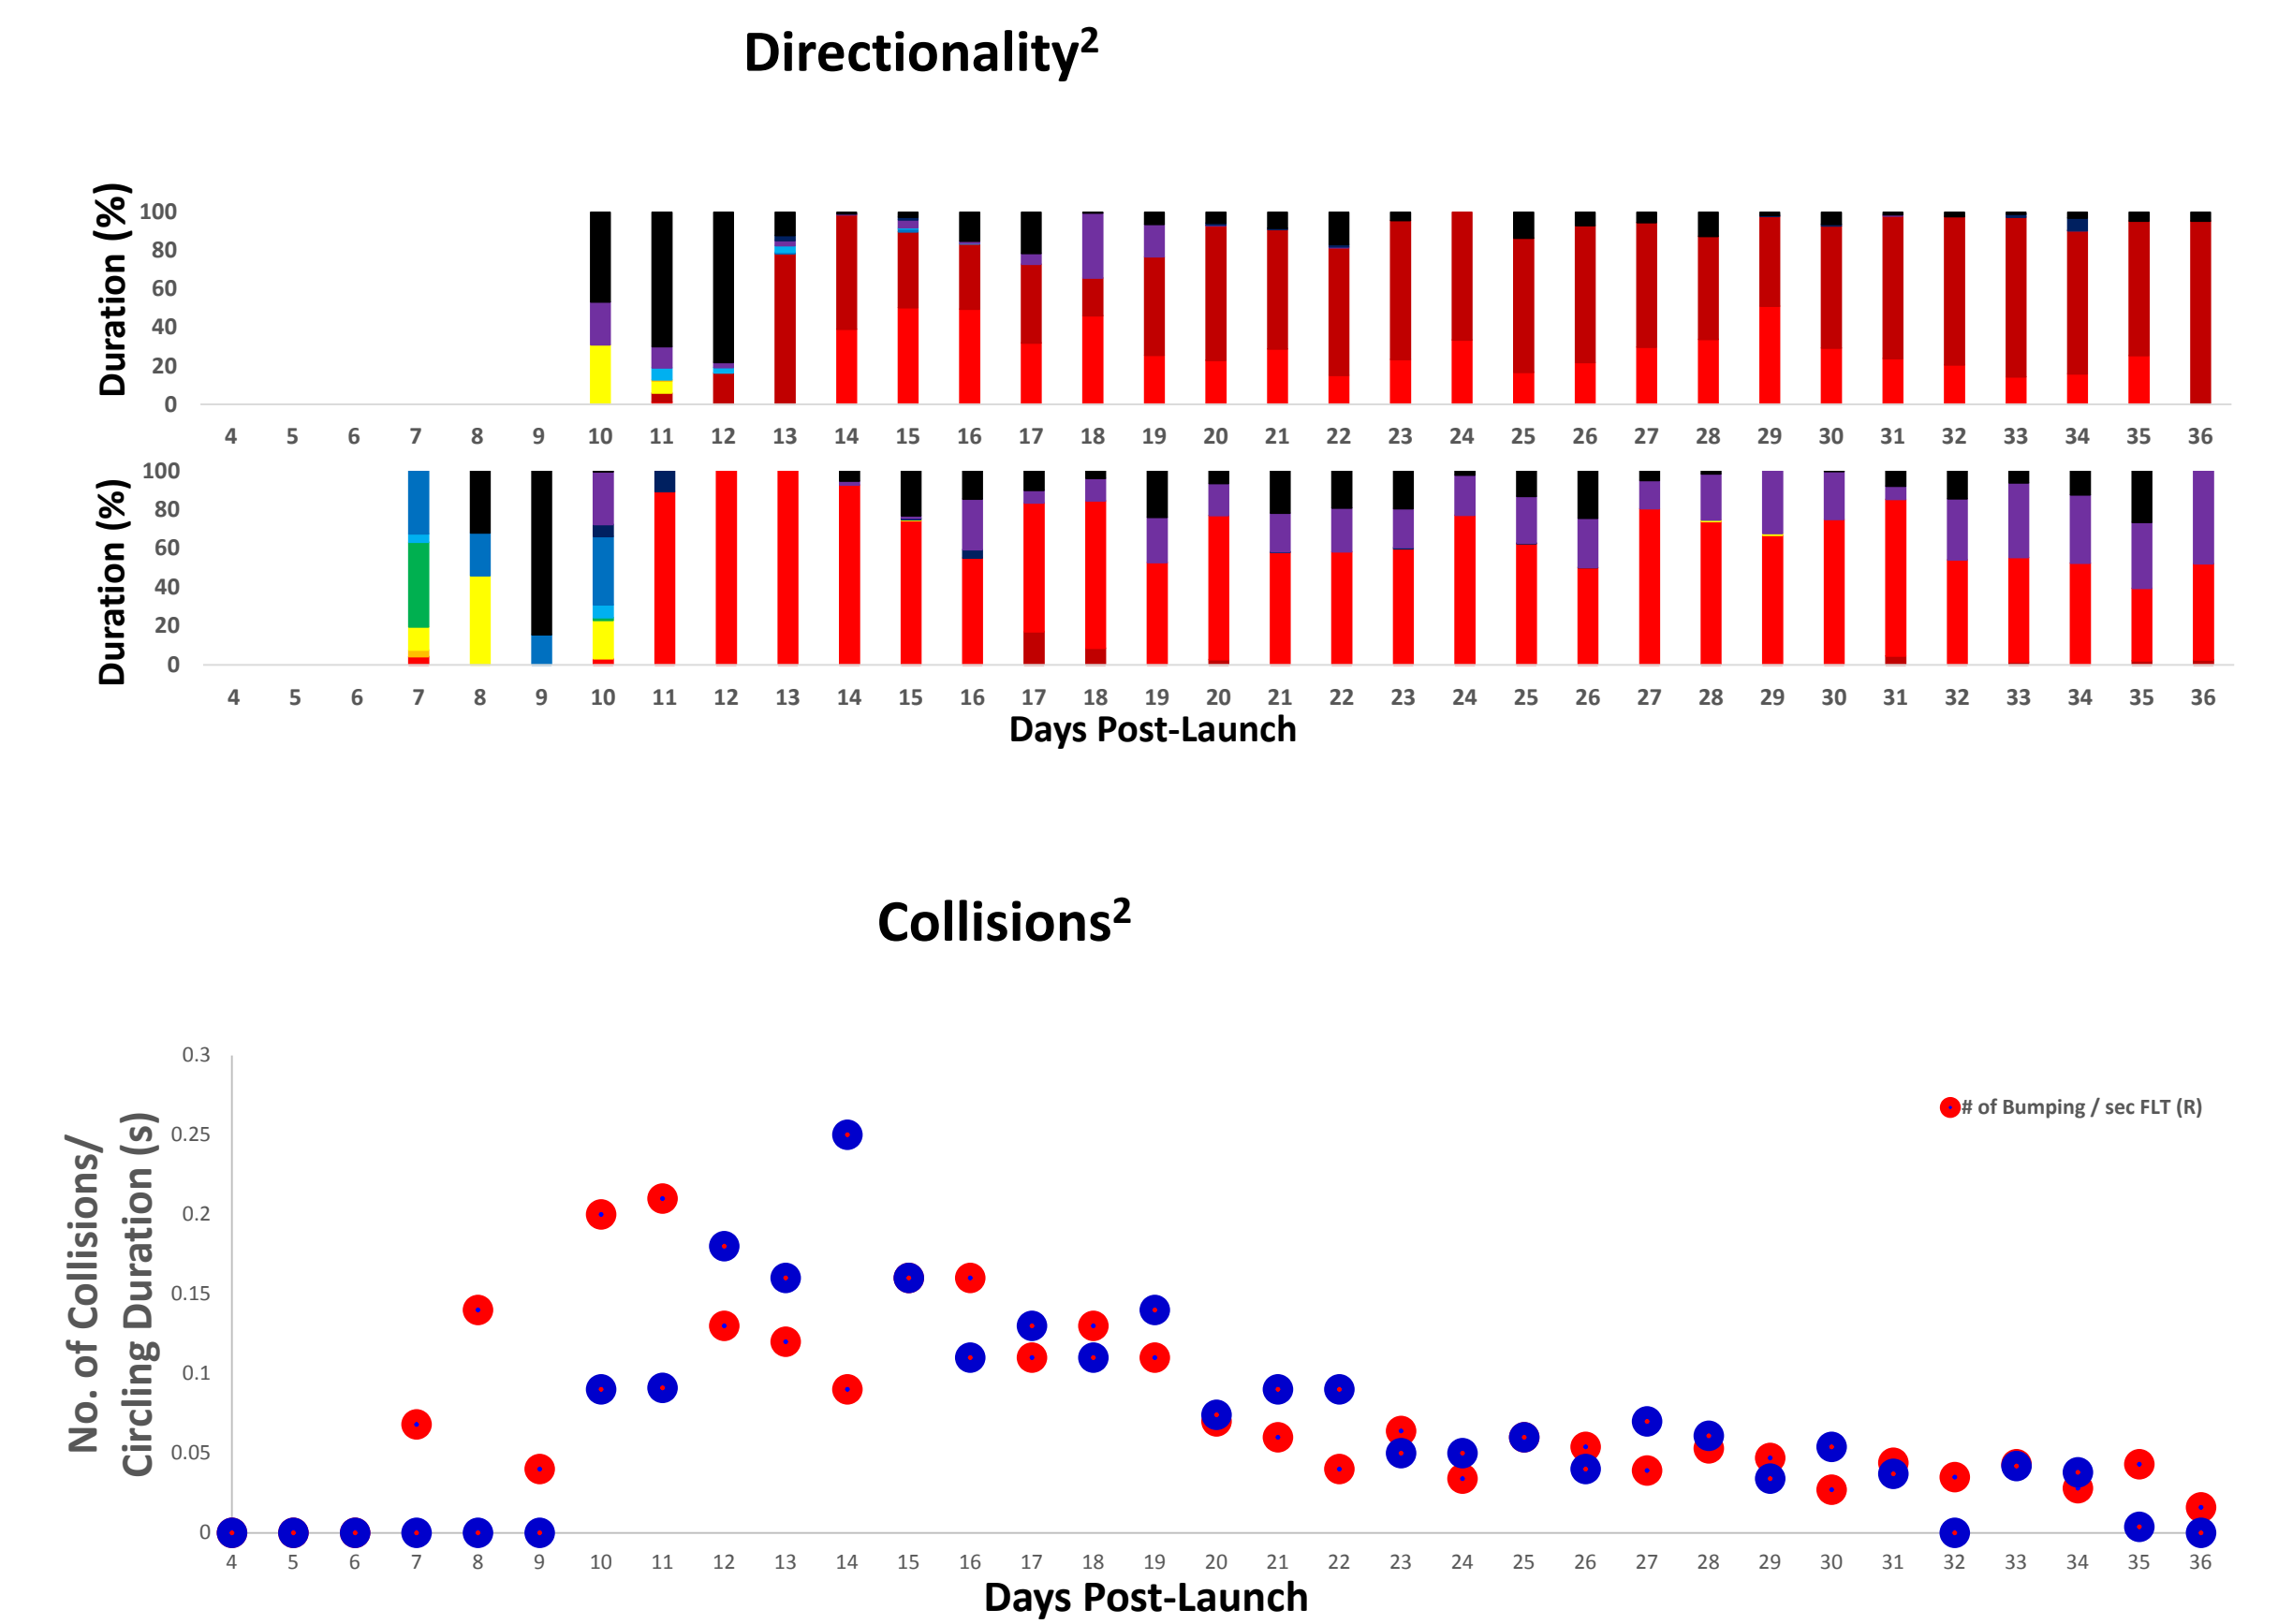 Directionality²
Duration (%)
100
80
60
40
20
0
4 5 6 7 8 9 10 11 12 13 14 15 16 17 18 19 20 21 22 23 24 25 26 27 28 29 30 31 32 33 34 35 36
Duration (%)
100
80
60
40
20
0
4 5 6 7 8 9 10 11 12 13 14 15 16 17 18 19 20 21 22 23 24 25 26 27 28 29 30 31 32 33 34 35 36
Days Post-Launch
Collisions²
No. of Collisions/
Circling Duration (s)
0.3
0.25
0.2
0.15
0.1
0.05
0
# of Bumping / sec FLT (R)
4 5 6 7 8 9 10 11 12 13 14 15 16 17 18 19 20 21 22 23 24 25 26 27 28 29 30 31 32 33 34 35 36
Days Post-Launch